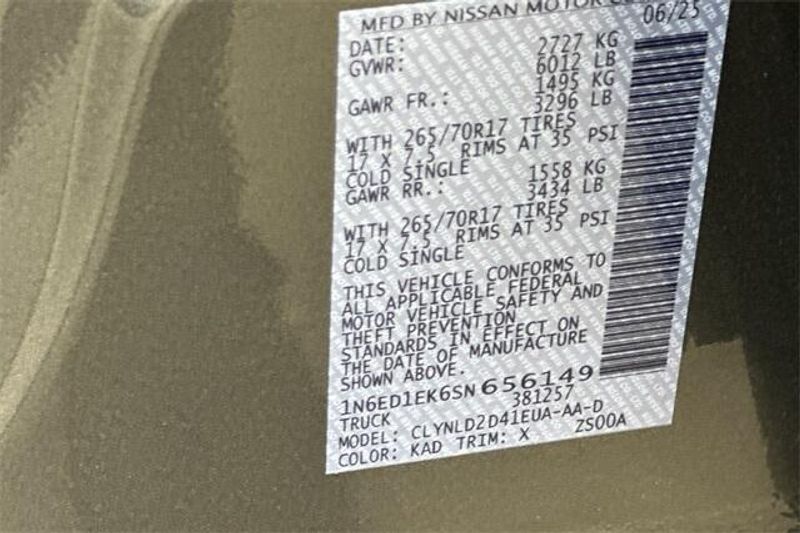 MFD BY NISSAN MOTOR
DATE: 06/25
GVWR: 2727 KG
6012 LB
GAWR FR.: 1495 KG
3296 LB
WITH 265/70R17 TIRES
17 X 7.5 RIMS AT 35 PSI
COLD SINGLE
GAWR RR.: 1558 KG
3434 LB
WITH 265/70R17 TIRES
17 X 7.5 RIMS AT 35 PSI
COLD SINGLE
THIS VEHICLE CONFORMS TO
ALL APPLICABLE FEDERAL
MOTOR VEHICLE SAFETY AND
THEFT PREVENTION
STANDARDS IN EFFECT ON
THE DATE OF MANUFACTURE
SHOWN ABOVE.
1N6ED1EK6SN656149
TRUCK 381257
MODEL: CLYNLD2D41EUA-AA-D
COLOR: KAD TRIM: X ZS00A